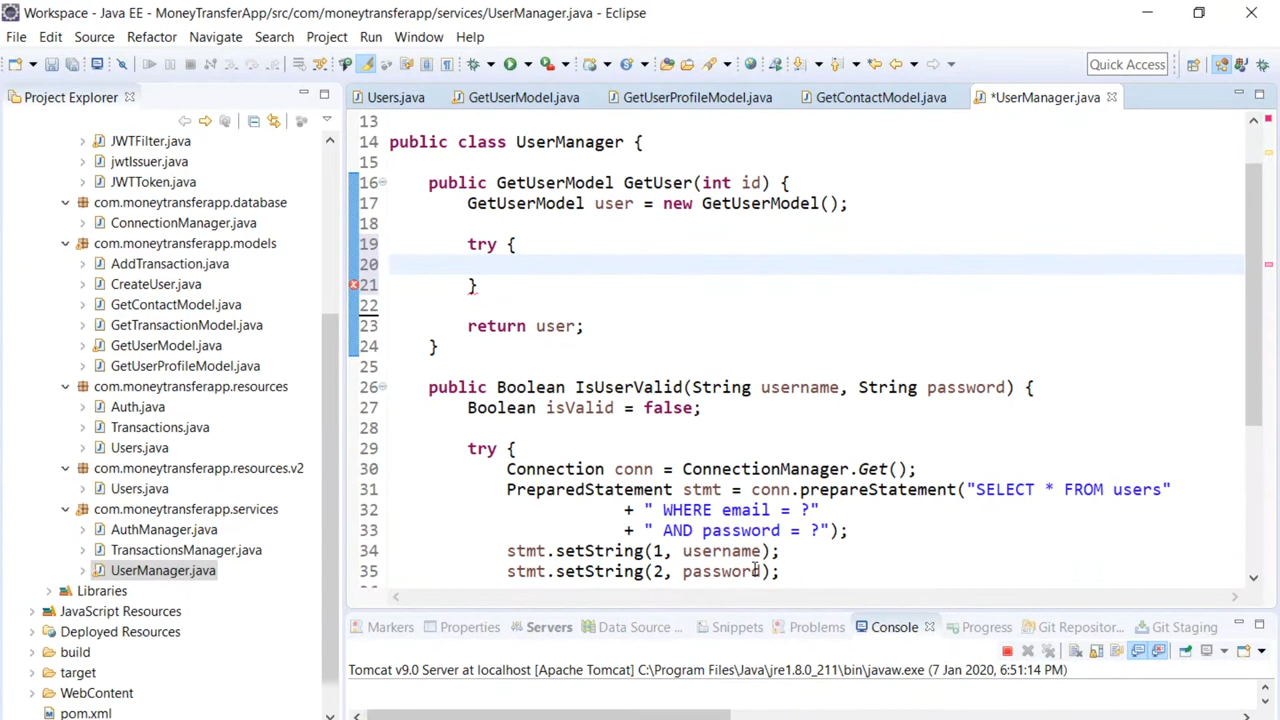 Workspace - Java EE - MoneyTransferApp/src/com/moneytransferapp/services/UserManager.java - Eclipse
File Edit Source Refactor Navigate Search Project Run Window Help
Quick Access
Project Explorer
JWTFilter.java
jwtIssuer.java
JWTToken.java
com.moneytransferapp.database
ConnectionManager.java
com.moneytransferapp.models
AddTransaction.java
CreateUser.java
GetContactModel.java
GetTransactionModel.java
GetUserModel.java
GetUserProfileModel.java
com.moneytransferapp.resources
Auth.java
Transactions.java
Users.java
com.moneytransferapp.resources.v2
Users.java
com.moneytransferapp.services
AuthManager.java
TransactionsManager.java
UserManager.java
Libraries
JavaScript Resources
Deployed Resources
build
target
WebContent
pom.xml
Users.java GetUserModel.java GetUserProfileModel.java GetContactModel.java *UserManager.java
13
14 public class UserManager {
15
16 public GetUserModel GetUser(int id) {
17 GetUserModel user = new GetUserModel();
18
19 try {
20
21 }
22
23 return user;
24 }
25
26 public Boolean IsUserValid(String username, String password) {
27 Boolean isValid = false;
28
29 try {
30 Connection conn = ConnectionManager.Get();
31 PreparedStatement stmt = conn.prepareStatement("SELECT * FROM users"
32 + " WHERE email = ?"
33 + " AND password = ?");
34 stmt.setString(1, username);
35 stmt.setString(2, password);
Markers Properties Servers Data Source ... Snippets Problems Console Progress Git Repositor... Git Staging
Tomcat v9.0 Server at localhost [Apache Tomcat] C:\Program Files\Java\jre1.8.0_211\bin\javaw.exe (7 Jan 2020, 6:51:14 PM)